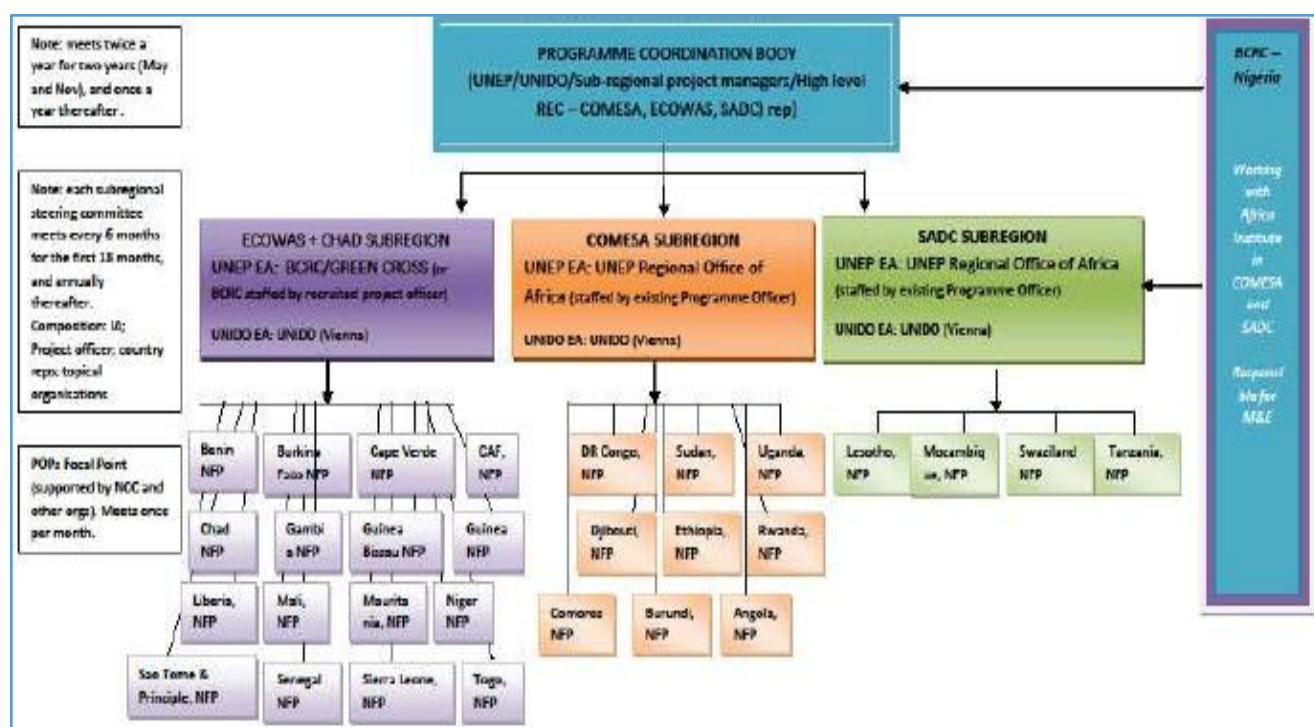 Note: meets twice a
year for two years (May
and Nov), and once a
year thereafter .
PROGRAMME COORDINATION BODY
(UNEP/UNIDO/Sub-regional project managers/High level
REC – COMESA, ECOWAS, SADC) rep)
BCRC –
Nigeria
Working
with
Africa
Institute
in
COMESA
and
SADC
Responsi
ble for
M&E
Note: each subregional
steering committee
meets every 6 months
for the first 18 months,
and annually
thereafter.
Composition: IA;
Project officer; country
reps; topical
organisations
ECOWAS + CHAD SUBREGION
UNEP EA: BCRC/GREEN CROSS (or
BCRC staffed by recruited project officer)
UNIDO EA: UNIDO (Vienna)
COMESA SUBREGION
UNEP EA: UNEP Regional Office of
Africa (staffed by existing Programme Officer)
UNIDO EA: UNIDO (Vienna)
SADC SUBREGION
UNEP EA: UNEP Regional Office of Africa
(staffed by existing Programme Officer)
UNIDO EA: UNIDO (Vienna)
POPs Focal Point
(supported by NCC and
other orgs). Meets once
per month.
Benin
NFP
Burkina
Faso NFP
Cape Verde
NFP
CAF,
NFP
Chad
NFP
Gambi
a NFP
Guinea
Bissau NFP
Guinea
NFP
Liberia,
NFP
Mali,
NFP
Maurita
nia, NFP
Niger
NFP
Sao Tome &
Principle, NFP
Senegal
NFP
Sierra Leone,
NFP
Togo,
NFP
DR Congo,
NFP
Sudan,
NFP
Uganda,
NFP
Djibouti,
NFP
Ethiopia,
NFP
Rwanda,
NFP
Comoros
NFP
Burundi,
NFP
Angola,
NFP
Lesotho,
NFP
Mocambiq
ue, NFP
Swaziland
NFP
Tanzania,
NFP